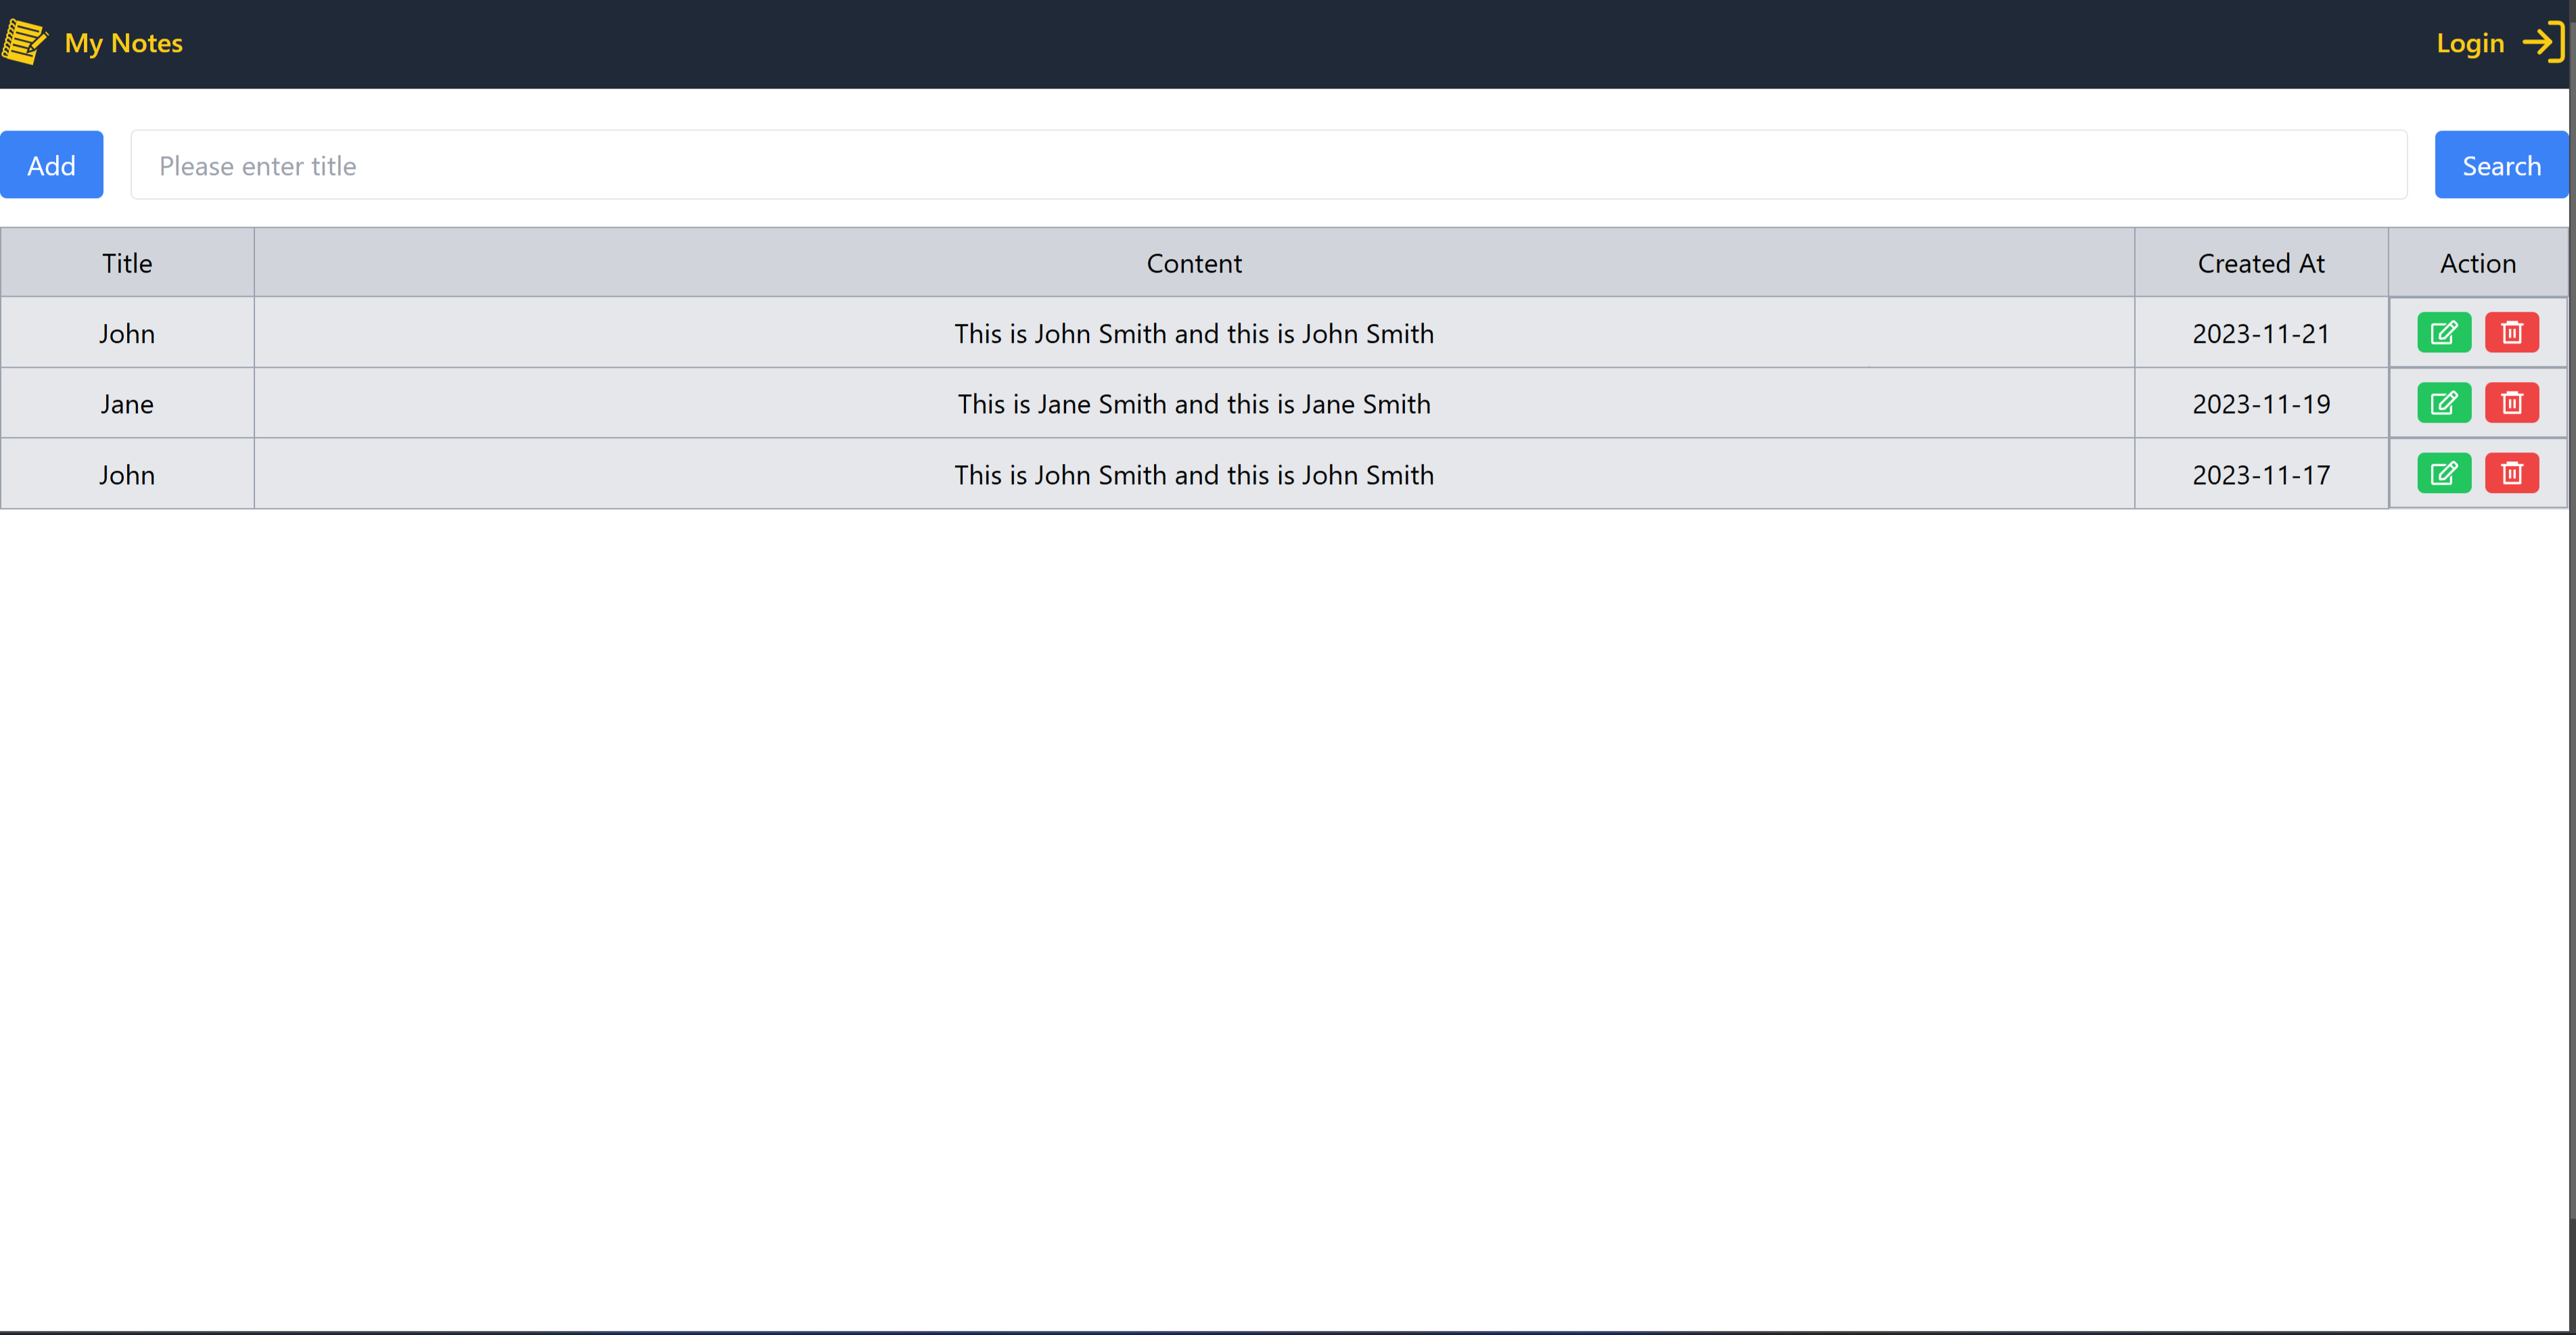 My Notes Login
Add Please enter title Search
Title Content Created At Action
John This is John Smith and this is John Smith 2023-11-21
Jane This is Jane Smith and this is Jane Smith 2023-11-19
John This is John Smith and this is John Smith 2023-11-17